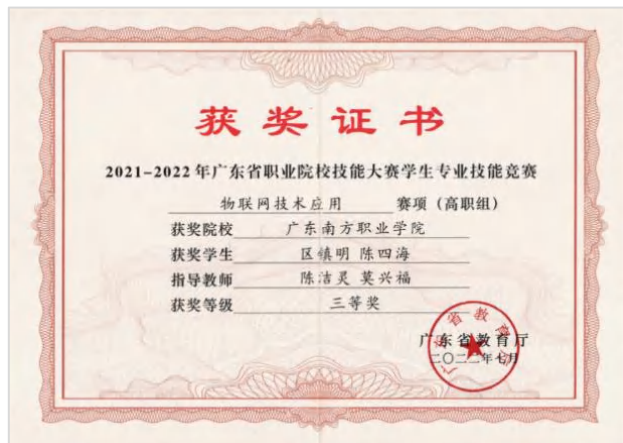 获奖证书
2021-2022年广东省职业院校技能大赛学生专业技能竞赛
物联网技术应用 赛项（高职组）
获奖院校 广东南方职业学院
获奖学生 区慎明 陈四海
指导教师 陈洁灵 莫兴福
获奖等级 三等奖
广东省教育厅
二〇二二年七月